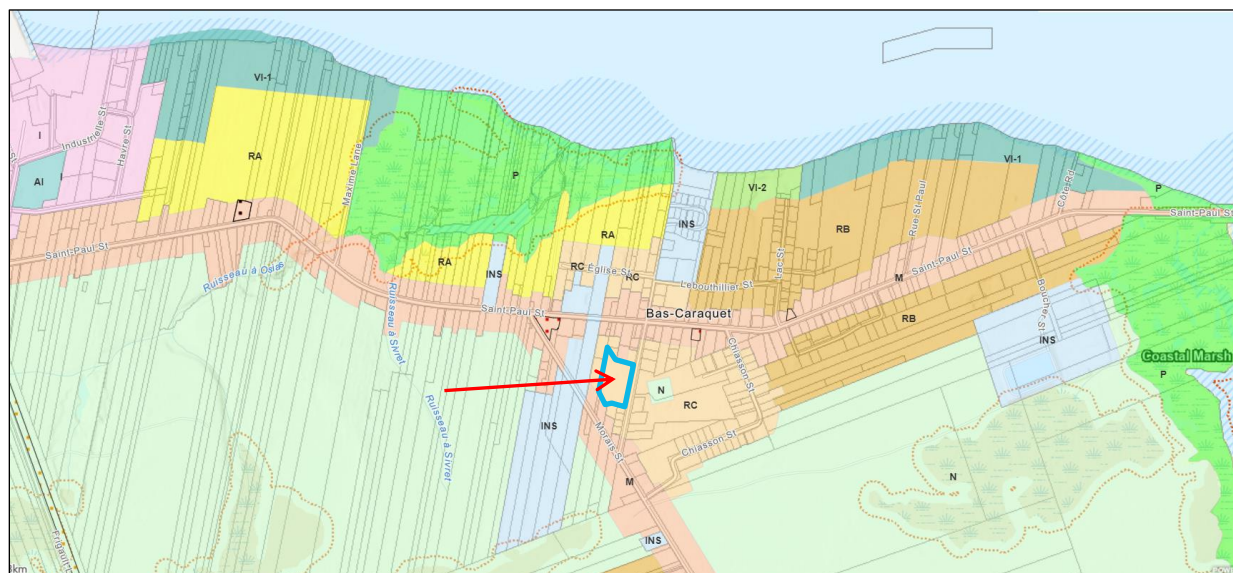 VI-1
Industrielle St
I
Havre St
I
AI
RA
Maxime Lane
P
RA
RA
INS
RC
Église St
RC
INS
VI-2
VI-1
Côte Rd
P
Rue St-Paul
RB
Lac St
Saint-Paul St
Saint-Paul St
Saint-Paul St
M
Lebouthillier St
Ruisseau à Osias
Ruisseau à Sivret
Saint-Paul St
Bas-Caraquet
RB
Boucher St
INS
Coastal Marsh
P
Chiasson St
N
RC
Ruisseau à Sivret
INS
Morais St
Chiasson St
M
N
INS
km